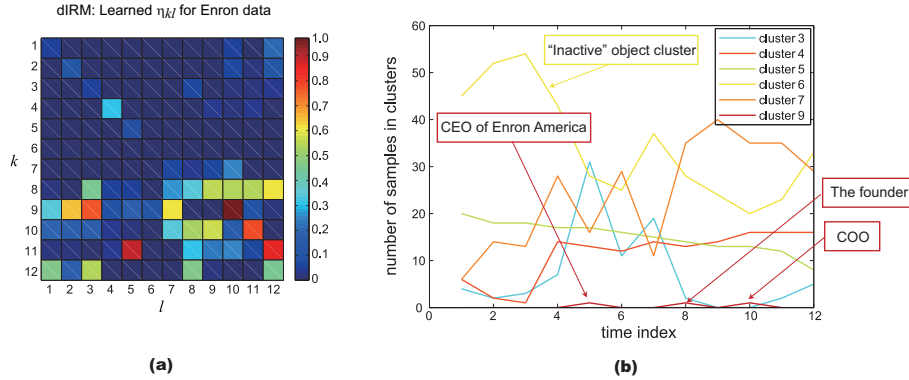 dIRM: Learned ηkl for Enron data
k
1
2
3
4
5
6
7
8
9
10
11
12
1 2 3 4 5 6 7 8 9 10 11 12
l
1.0
0.9
0.8
0.7
0.6
0.5
0.4
0.3
0.2
0.1
0
(a)
number of samples in clusters
60
50
40
30
20
10
0
0 2 4 6 8 10 12
time index
"Inactive" object cluster
CEO of Enron America
cluster 3
cluster 4
cluster 5
cluster 6
cluster 7
cluster 9
The founder
COO
(b)